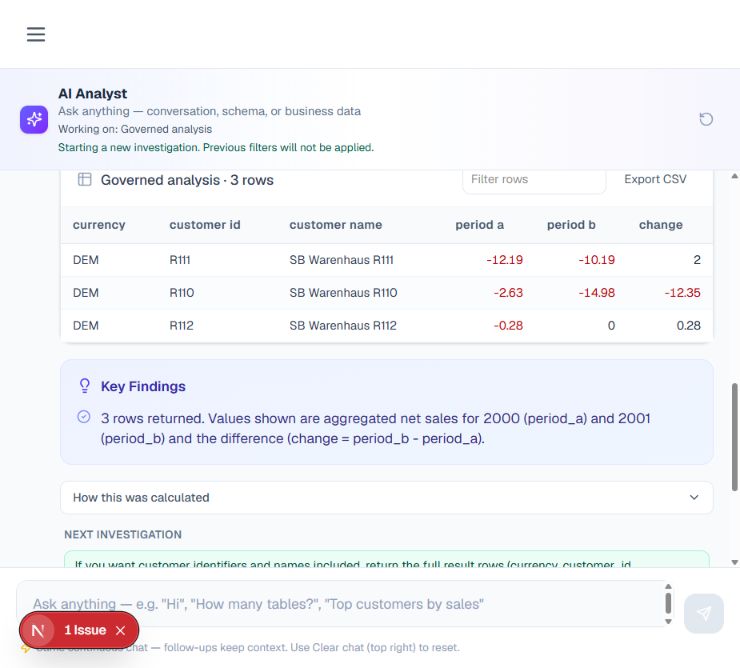 AI Analyst
Ask anything — conversation, schema, or business data
Working on: Governed analysis
Starting a new investigation. Previous filters will not be applied.
Governed analysis · 3 rows
Filter rows
Export CSV
currency customer id customer name period a period b change
DEM R111 SB Warenhaus R111 -12.19 -10.19 2
DEM R110 SB Warenhaus R110 -2.63 -14.98 -12.35
DEM R112 SB Warenhaus R112 -0.28 0 0.28
Key Findings
3 rows returned. Values shown are aggregated net sales for 2000 (period_a) and 2001
(period_b) and the difference (change = period_b - period_a).
How this was calculated
NEXT INVESTIGATION
If you want customer identifiers and names included, return the full result rows (currency, customer_id,
Ask anything — e.g. "Hi", "How many tables?", "Top customers by sales"
N 1 Issue
chat — follow-ups keep context. Use Clear chat (top right) to reset.